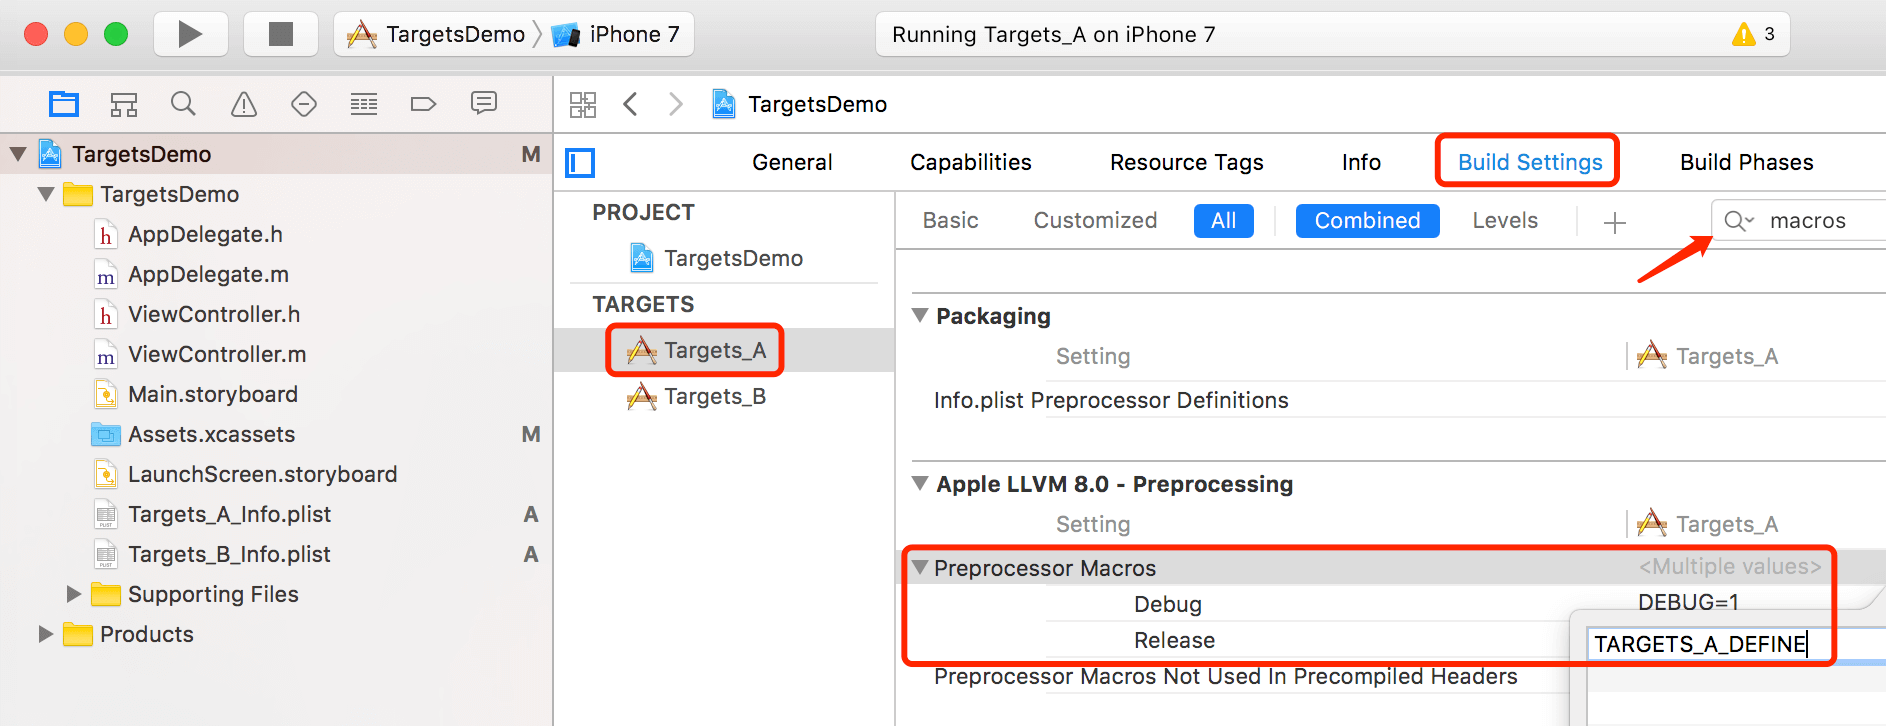 TargetsDemo iPhone 7
Running Targets_A on iPhone 7
3
TargetsDemo M
TargetsDemo
h AppDelegate.h
m AppDelegate.m
h ViewController.h
m ViewController.m
Main.storyboard
Assets.xcassets M
LaunchScreen.storyboard
PLIST Targets_A_Info.plist A
PLIST Targets_B_Info.plist A
Supporting Files
Products
TargetsDemo
General Capabilities Resource Tags Info Build Settings Build Phases
PROJECT
TargetsDemo
TARGETS
Targets_A
Targets_B
Basic Customized All Combined Levels + macros
Packaging
Setting Targets_A
Info.plist Preprocessor Definitions
Apple LLVM 8.0 - Preprocessing
Setting Targets_A
Preprocessor Macros <Multiple values>
Debug DEBUG=1
Release
TARGETS_A_DEFINE
Preprocessor Macros Not Used In Precompiled Headers